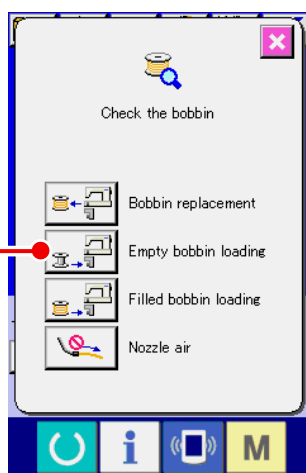 Check the bobbin
Bobbin replacement
Empty bobbin loading
Filled bobbin loading
Nozzle air
i
M